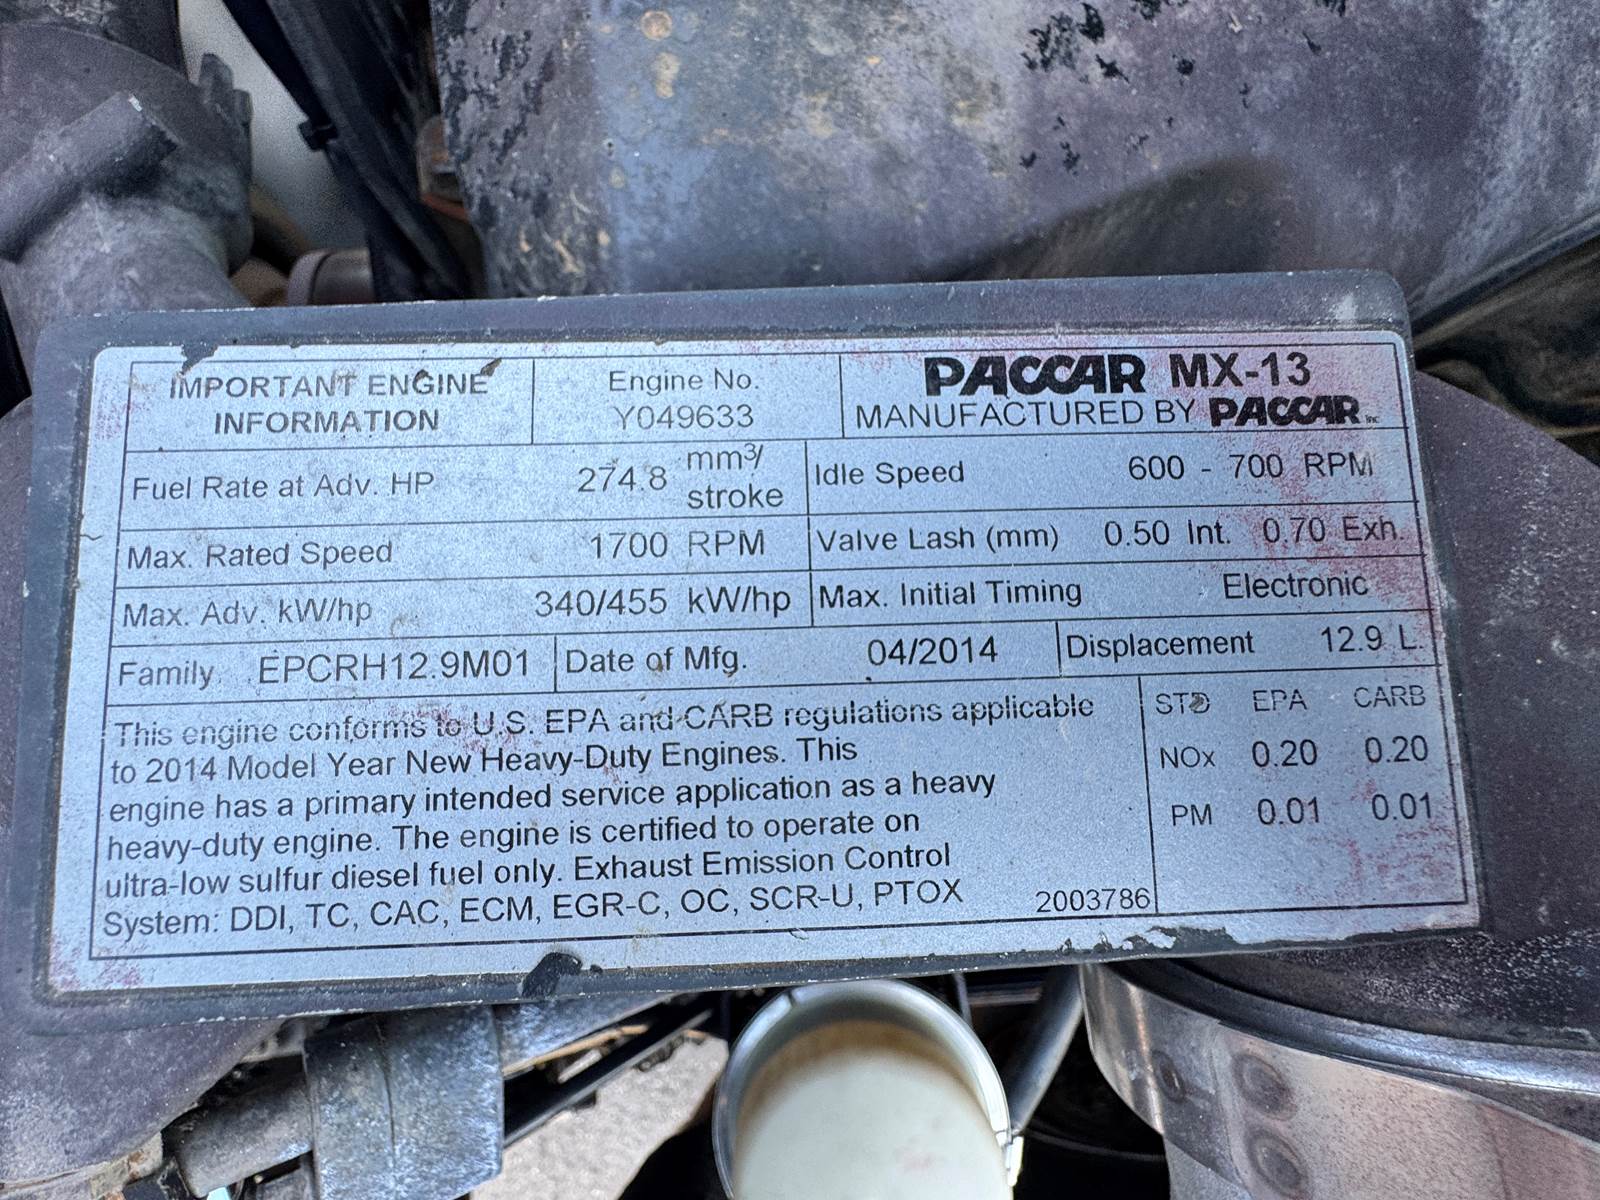 IMPORTANT ENGINE
INFORMATION
Engine No.
Y049633
PACCAR MX-13
MANUFACTURED BY PACCAR Inc
Fuel Rate at Adv. HP 274.8 mm3/
stroke
Idle Speed 600 - 700 RPM
Max. Rated Speed 1700 RPM
Valve Lash (mm) 0.50 Int. 0.70 Exh.
Max. Adv. kW/hp 340/455 kW/hp
Max. Initial Timing Electronic
Family EPCRH12.9M01
Date of Mfg. 04/2014
Displacement 12.9 L.
This engine conforms to U.S. EPA and CARB regulations applicable
to 2014 Model Year New Heavy-Duty Engines. This
engine has a primary intended service application as a heavy
heavy-duty engine. The engine is certified to operate on
ultra-low sulfur diesel fuel only. Exhaust Emission Control
System: DDI, TC, CAC, ECM, EGR-C, OC, SCR-U, PTOX
2003786
STD EPA CARB
NOx 0.20 0.20
PM 0.01 0.01